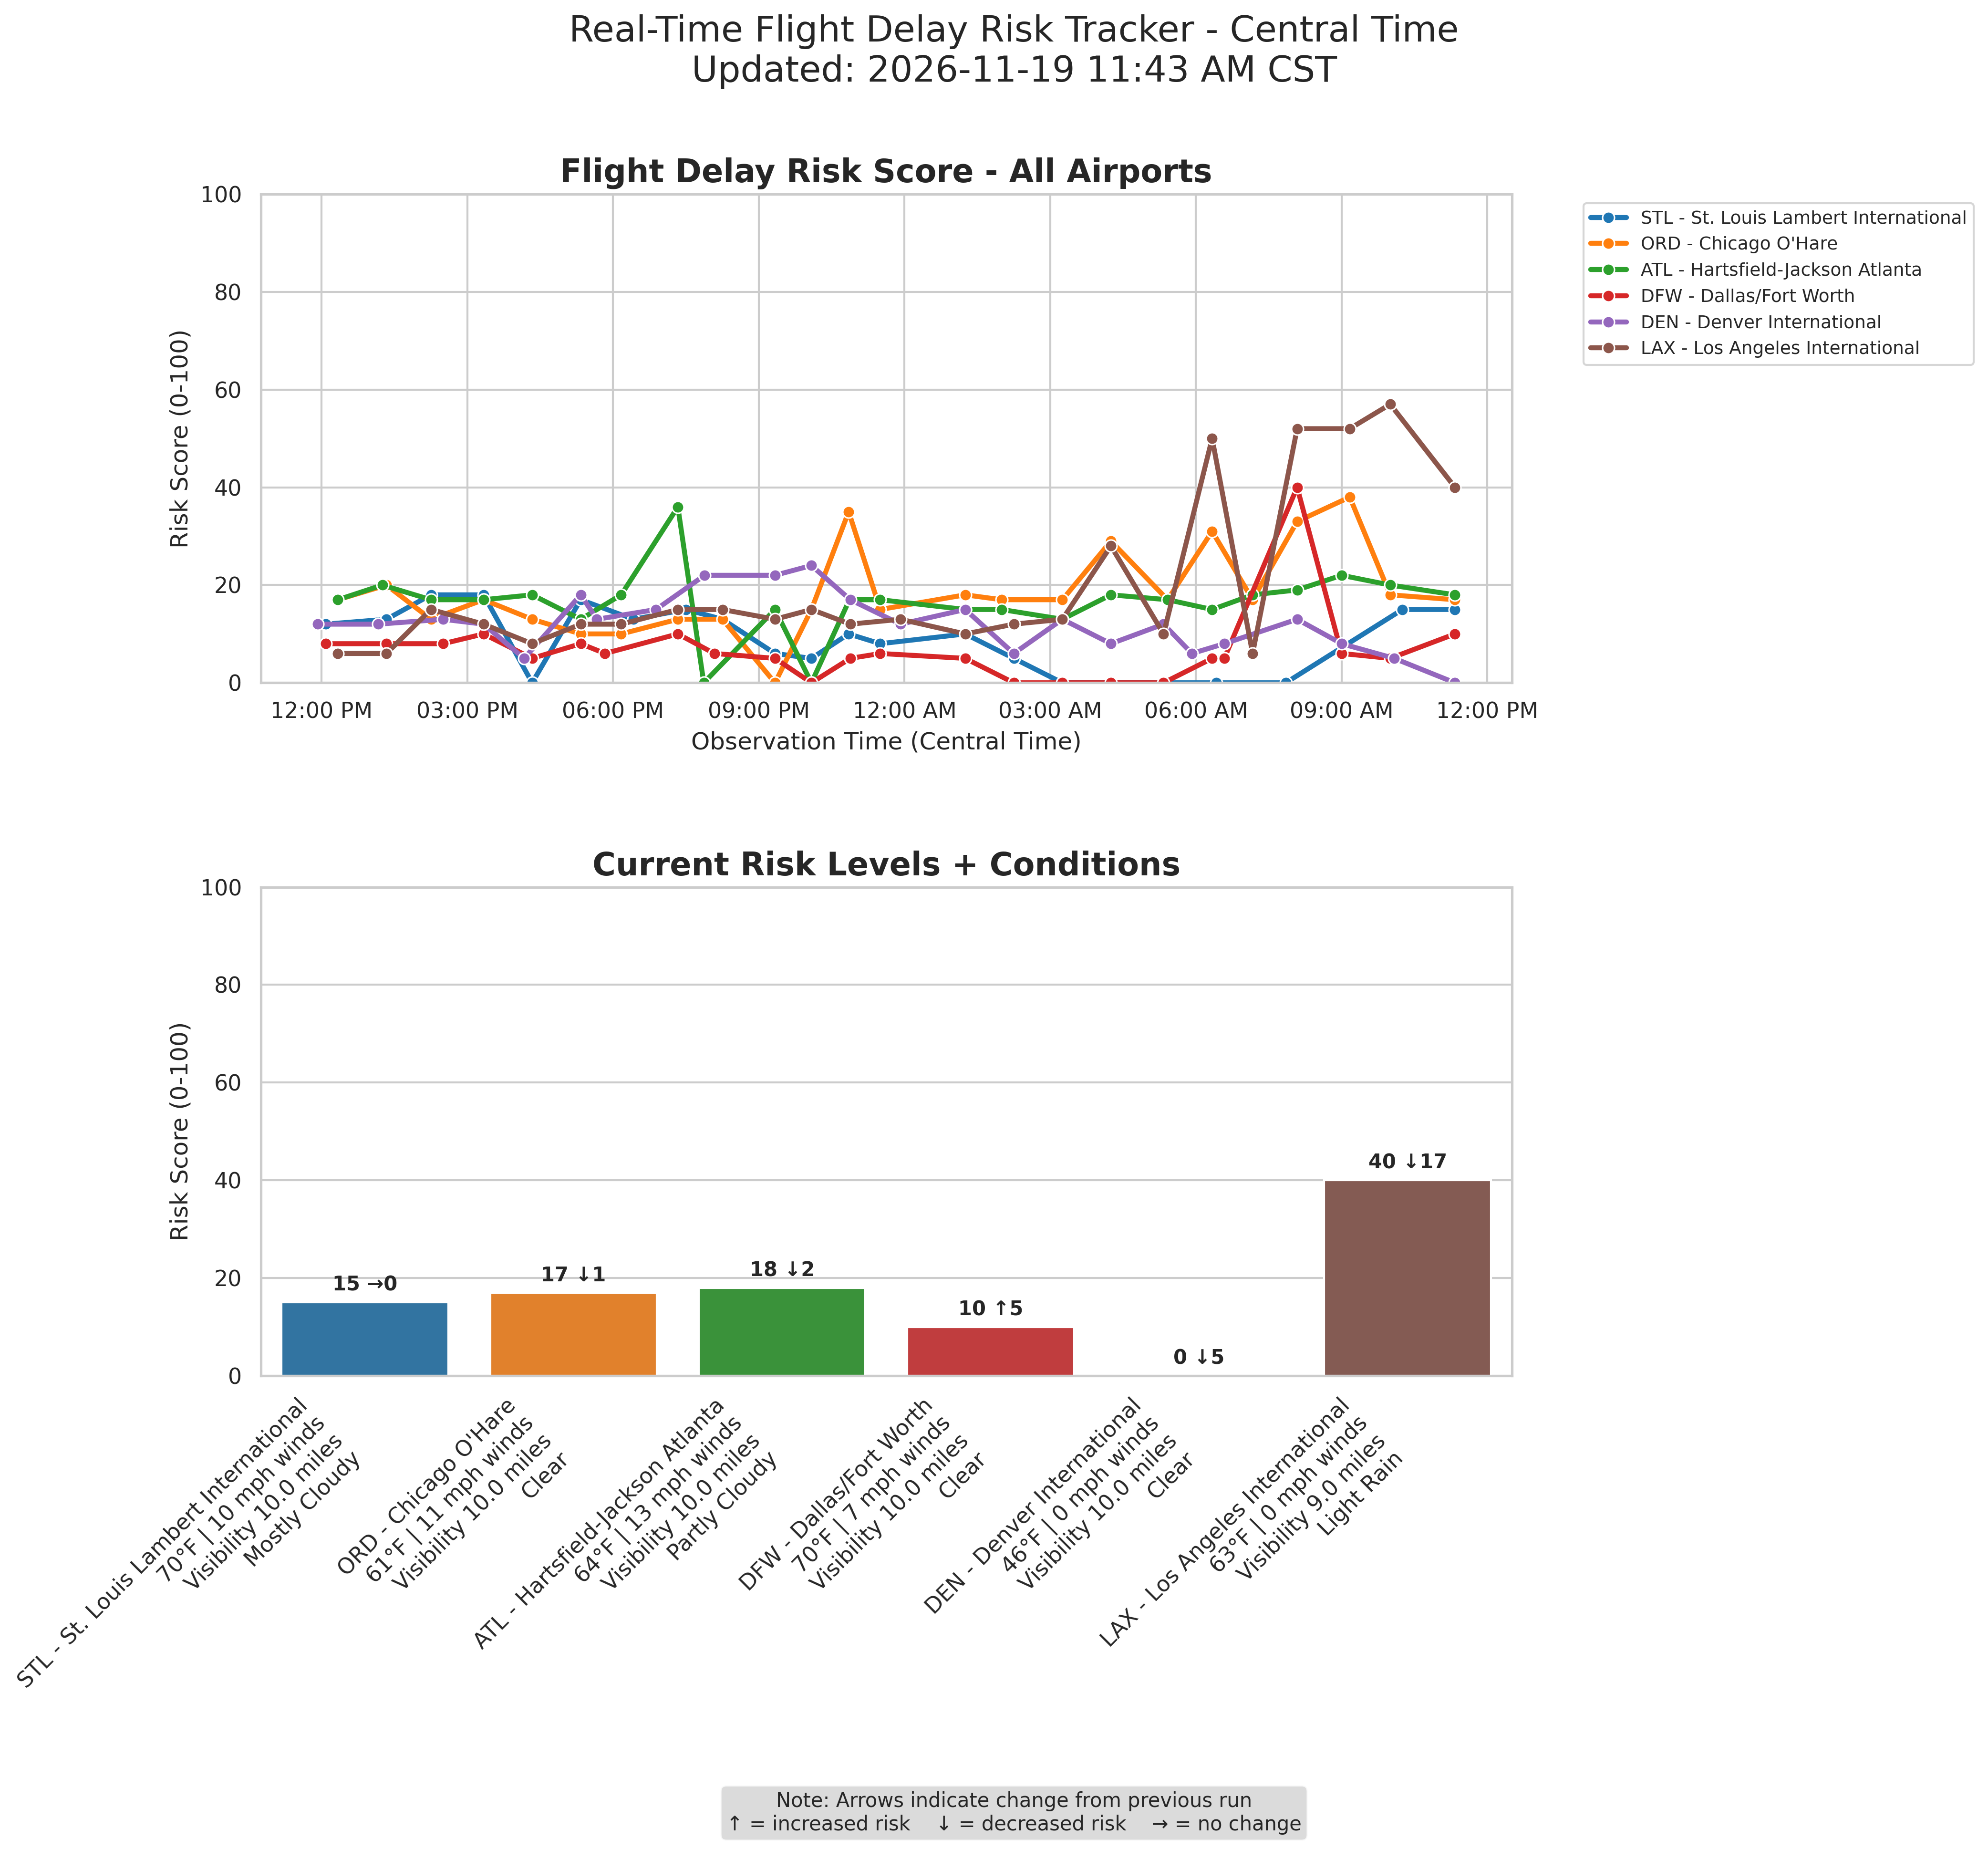 Real-Time Flight Delay Risk Tracker - Central Time
Updated: 2026-11-19 11:43 AM CST
Flight Delay Risk Score - All Airports
100
80
60
40
20
0
Risk Score (0-100)
12:00 PM
03:00 PM
06:00 PM
09:00 PM
12:00 AM
03:00 AM
06:00 AM
09:00 AM
12:00 PM
Observation Time (Central Time)
STL - St. Louis Lambert International
ORD - Chicago O'Hare
ATL - Hartsfield-Jackson Atlanta
DFW - Dallas/Fort Worth
DEN - Denver International
LAX - Los Angeles International
Current Risk Levels + Conditions
100
80
60
40
20
0
Risk Score (0-100)
15 →0
17 ↓1
18 ↓2
10 ↑5
0 ↓5
40 ↓17
STL - St. Louis Lambert International
70°F | 10 mph winds
Visibility 10.0 miles
Mostly Cloudy
ORD - Chicago O'Hare
61°F | 11 mph winds
Visibility 10.0 miles
Clear
ATL - Hartsfield-Jackson Atlanta
64°F | 13 mph winds
Visibility 10.0 miles
Partly Cloudy
DFW - Dallas/Fort Worth
70°F | 7 mph winds
Visibility 10.0 miles
Clear
DEN - Denver International
46°F | 0 mph winds
Visibility 10.0 miles
Clear
LAX - Los Angeles International
63°F | 0 mph winds
Visibility 9.0 miles
Light Rain
Note: Arrows indicate change from previous run
↑ = increased risk ↓ = decreased risk → = no change